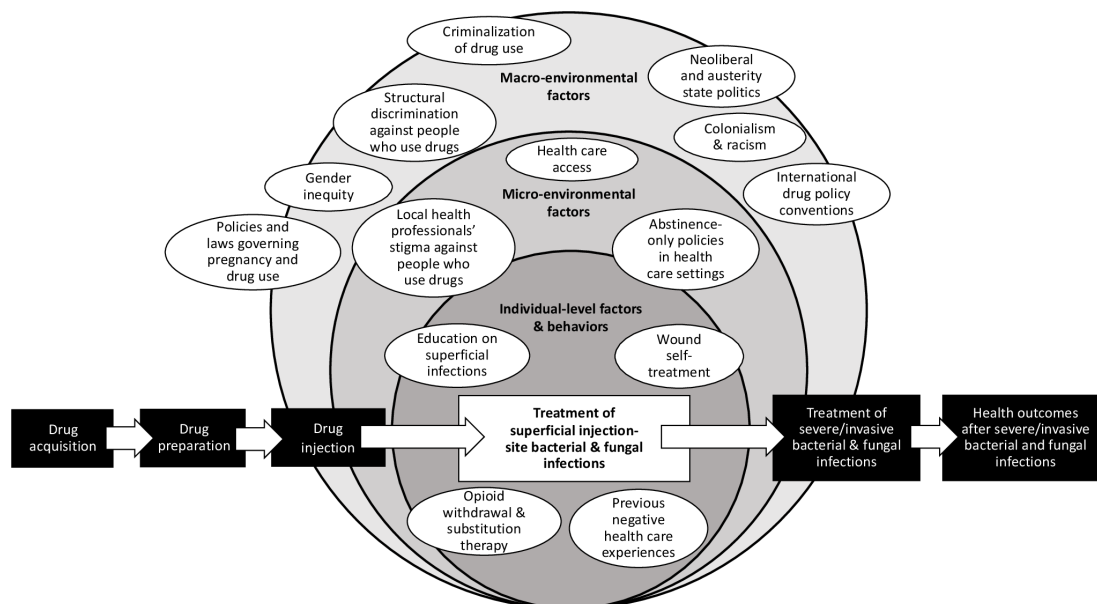 Criminalization
of drug use
Macro-environmental
factors
Neoliberal
and austerity
state politics
Structural
discrimination
against people
who use drugs
Colonialism
& racism
Health care
access
Gender
inequity
International
drug policy
conventions
Micro-environmental
factors
Policies and
laws governing
pregnancy and
drug use
Local health
professionals’
stigma against
people who
use drugs
Abstinence-
only policies
in health
care settings
Individual-level factors
& behaviors
Education on
superficial
infections
Wound
self-
treatment
Drug
acquisition
Drug
preparation
Drug
injection
Treatment of
superficial injection-
site bacterial & fungal
infections
Treatment of
severe/invasive
bacterial & fungal
infections
Health outcomes
after severe/invasive
bacterial and fungal
infections
Opioid
withdrawal &
substitution
therapy
Previous
negative
health care
experiences